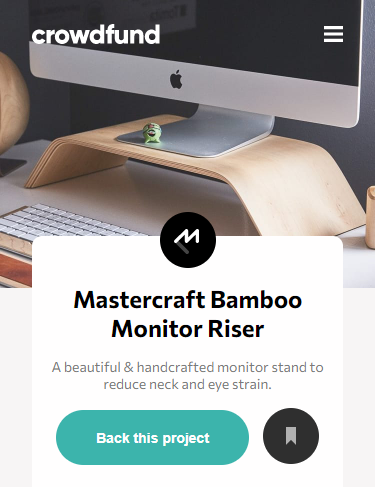 crowdfund
Mastercraft Bamboo
Monitor Riser
A beautiful & handcrafted monitor stand to
reduce neck and eye strain.
Back this project